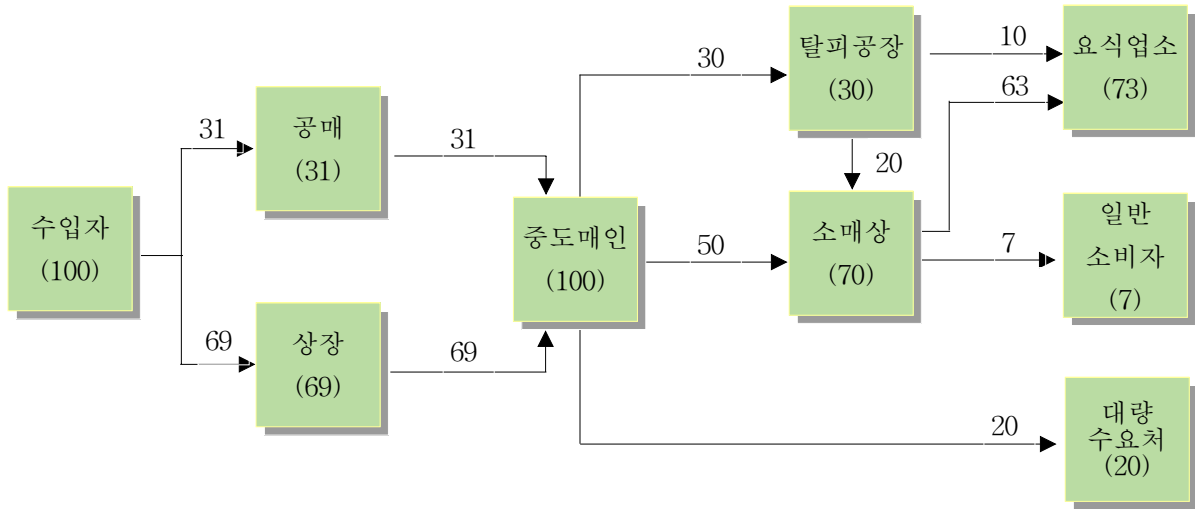 수입자
(100)
31
69
공매
(31)
상장
(69)
31
69
중도매인
(100)
30
50
20
탈피공장
(30)
20
소매상
(70)
10
63
7
요식업소
(73)
일반
소비자
(7)
대량
수요처
(20)